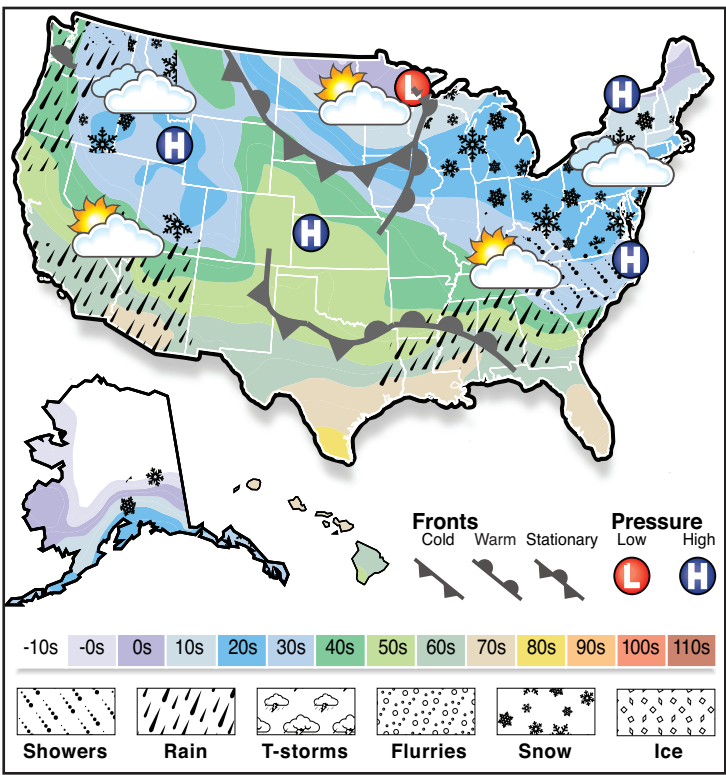 L
H
H
H
H
Fronts
Pressure
Cold Warm Stationary
Low High
L H
-10s -0s 0s 10s 20s 30s 40s 50s 60s 70s 80s 90s 100s 110s
Showers Rain T-storms Flurries Snow Ice